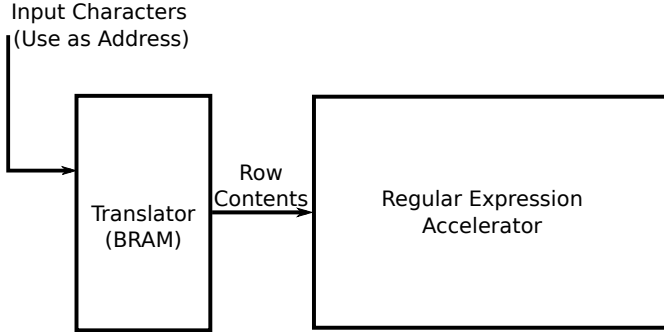 Input Characters
(Use as Address)
Row
Contents
Translator
(BRAM)
Regular Expression
Accelerator